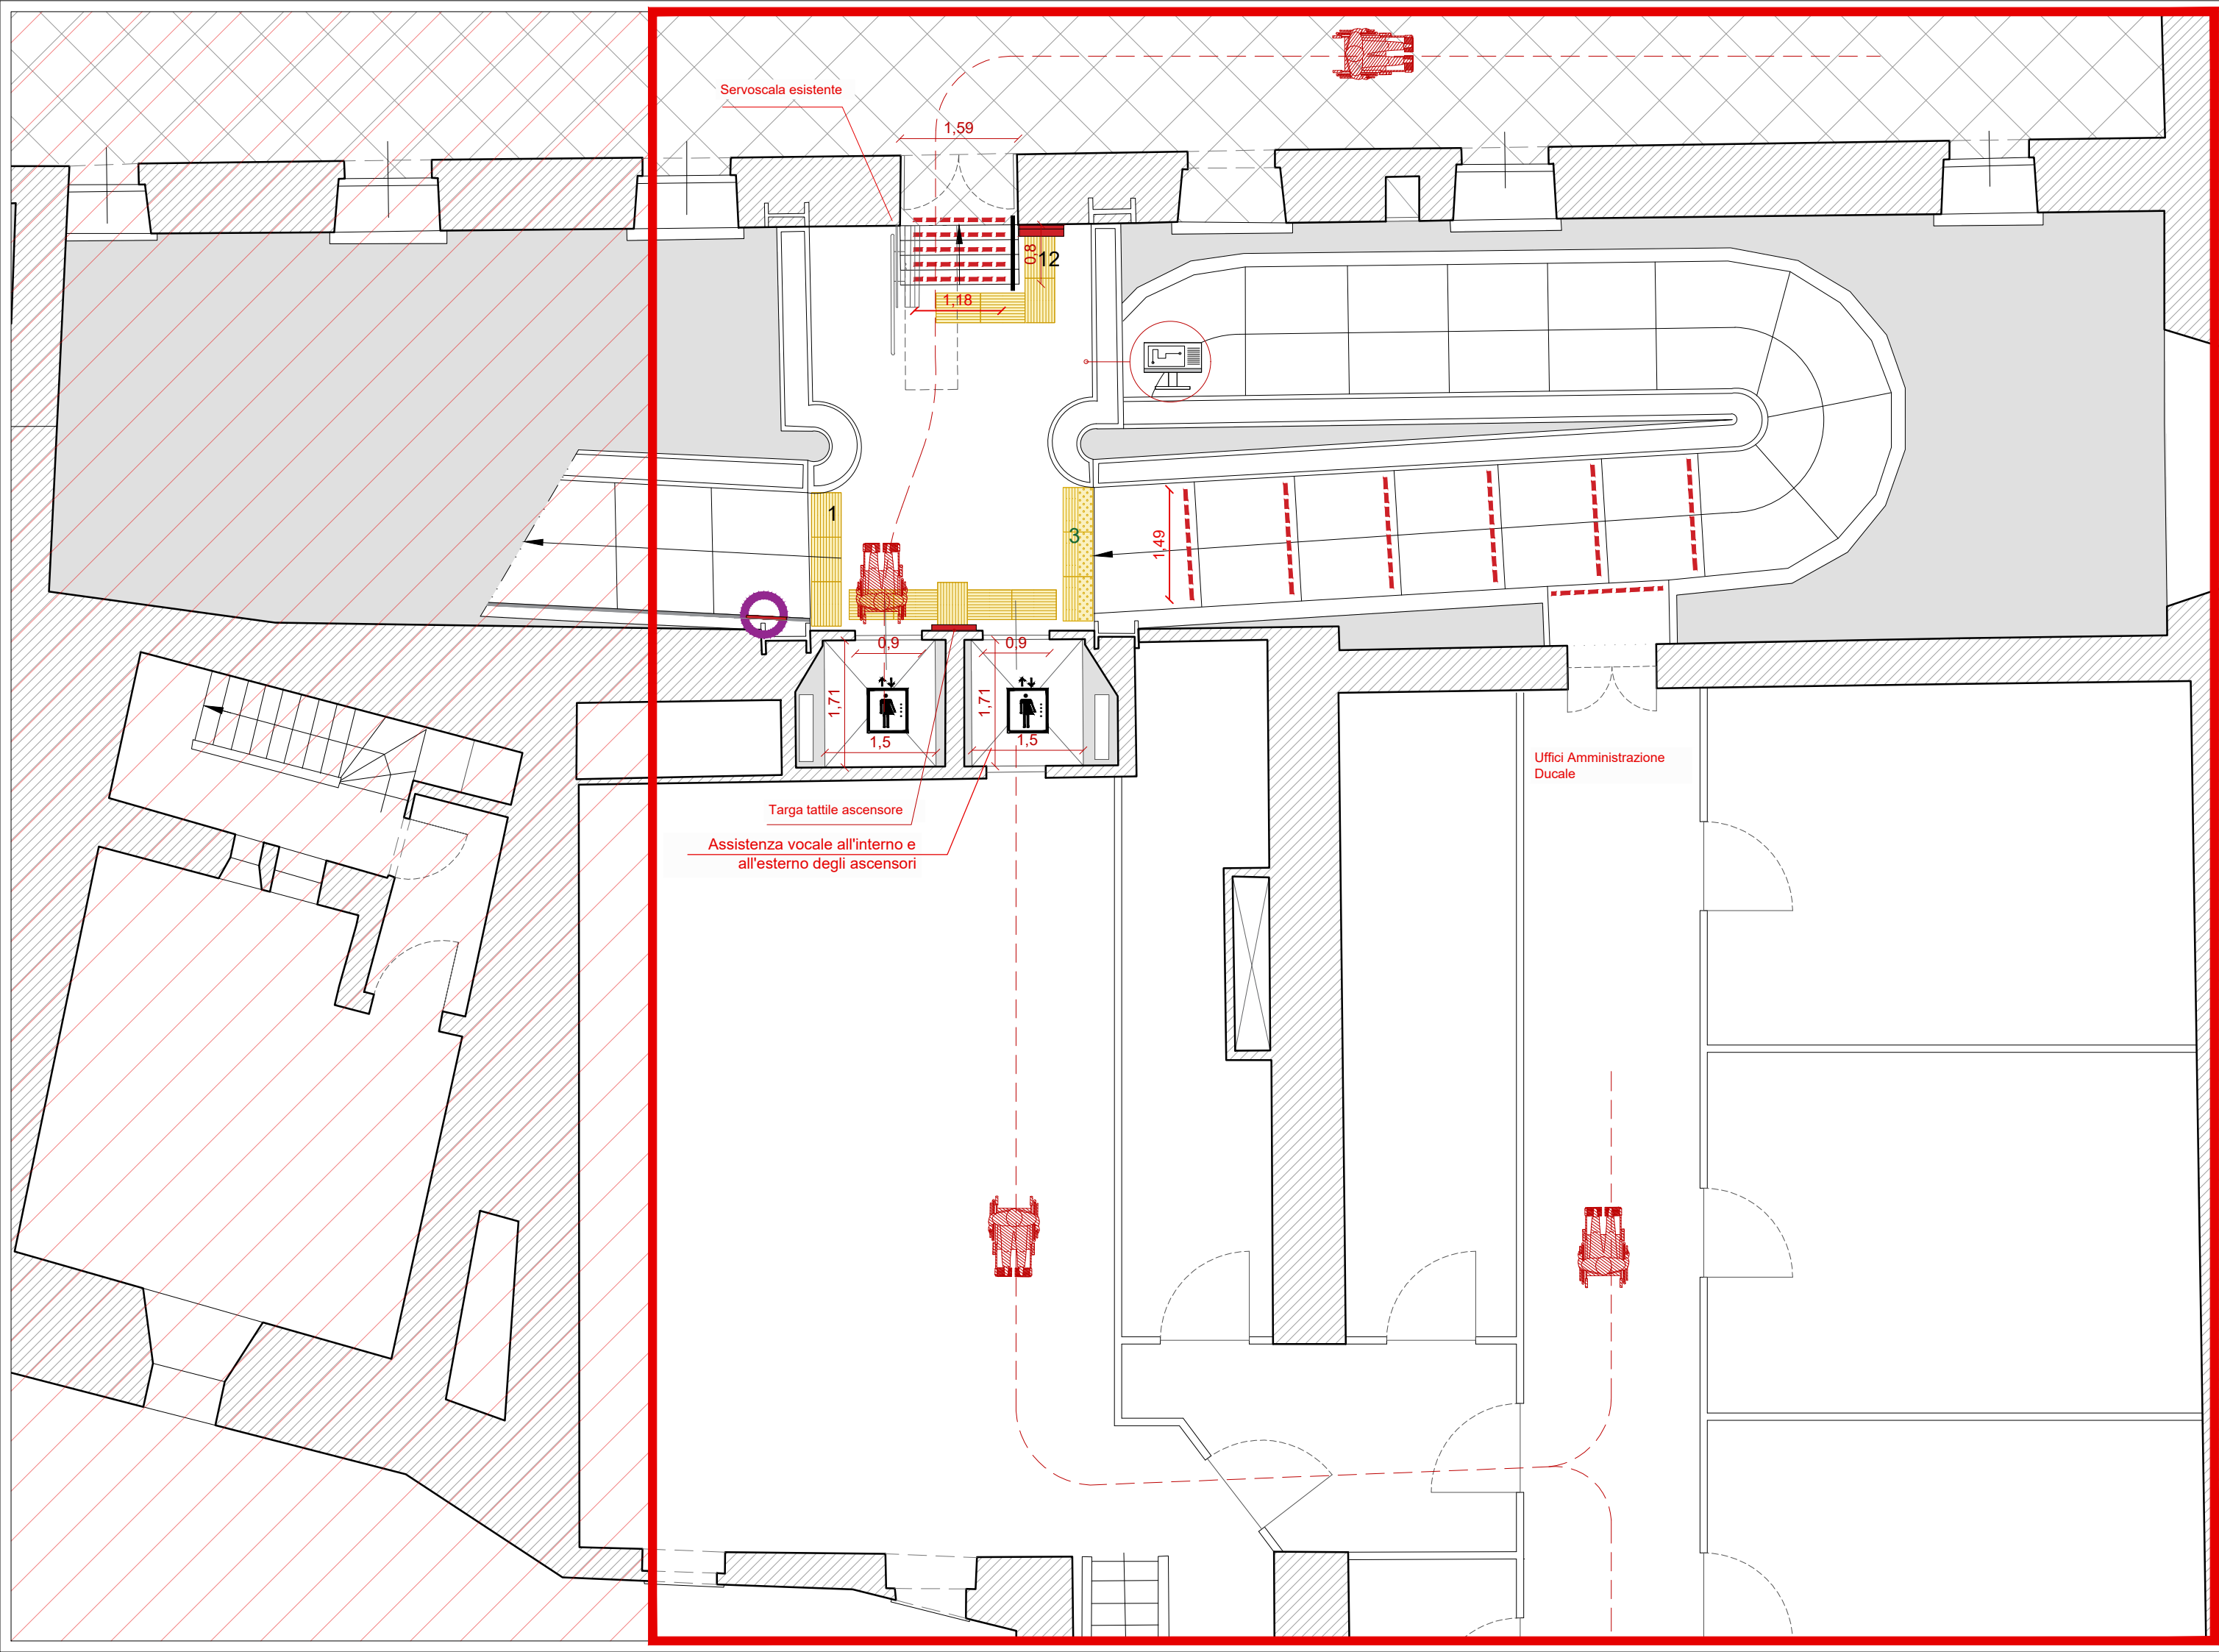 Servoscala esistente
1,59
0,8
12
1,18
1
3
1,49
0,9
0,9
1,71
1,71
1,5
1,5
Uffici Amministrazione
Ducale
Targa tattile ascensore
Assistenza vocale all'interno e
all'esterno degli ascensori